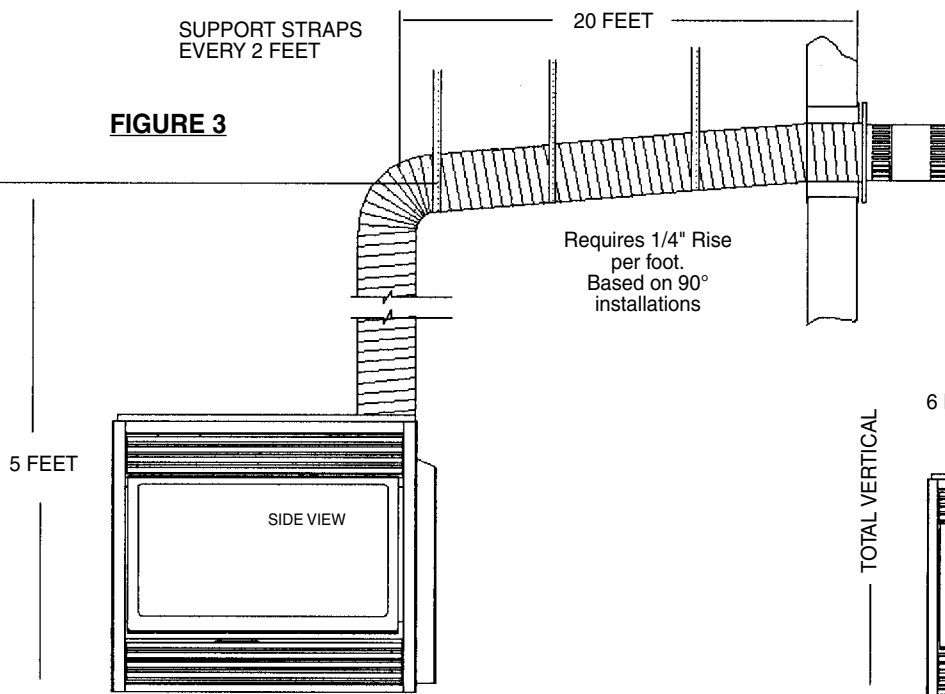 SUPPORT STRAPS
EVERY 2 FEET
20 FEET
FIGURE 3
Requires 1/4" Rise
per foot.
Based on 90°
installations
5 FEET
SIDE VIEW
TOTAL VERTICAL
6